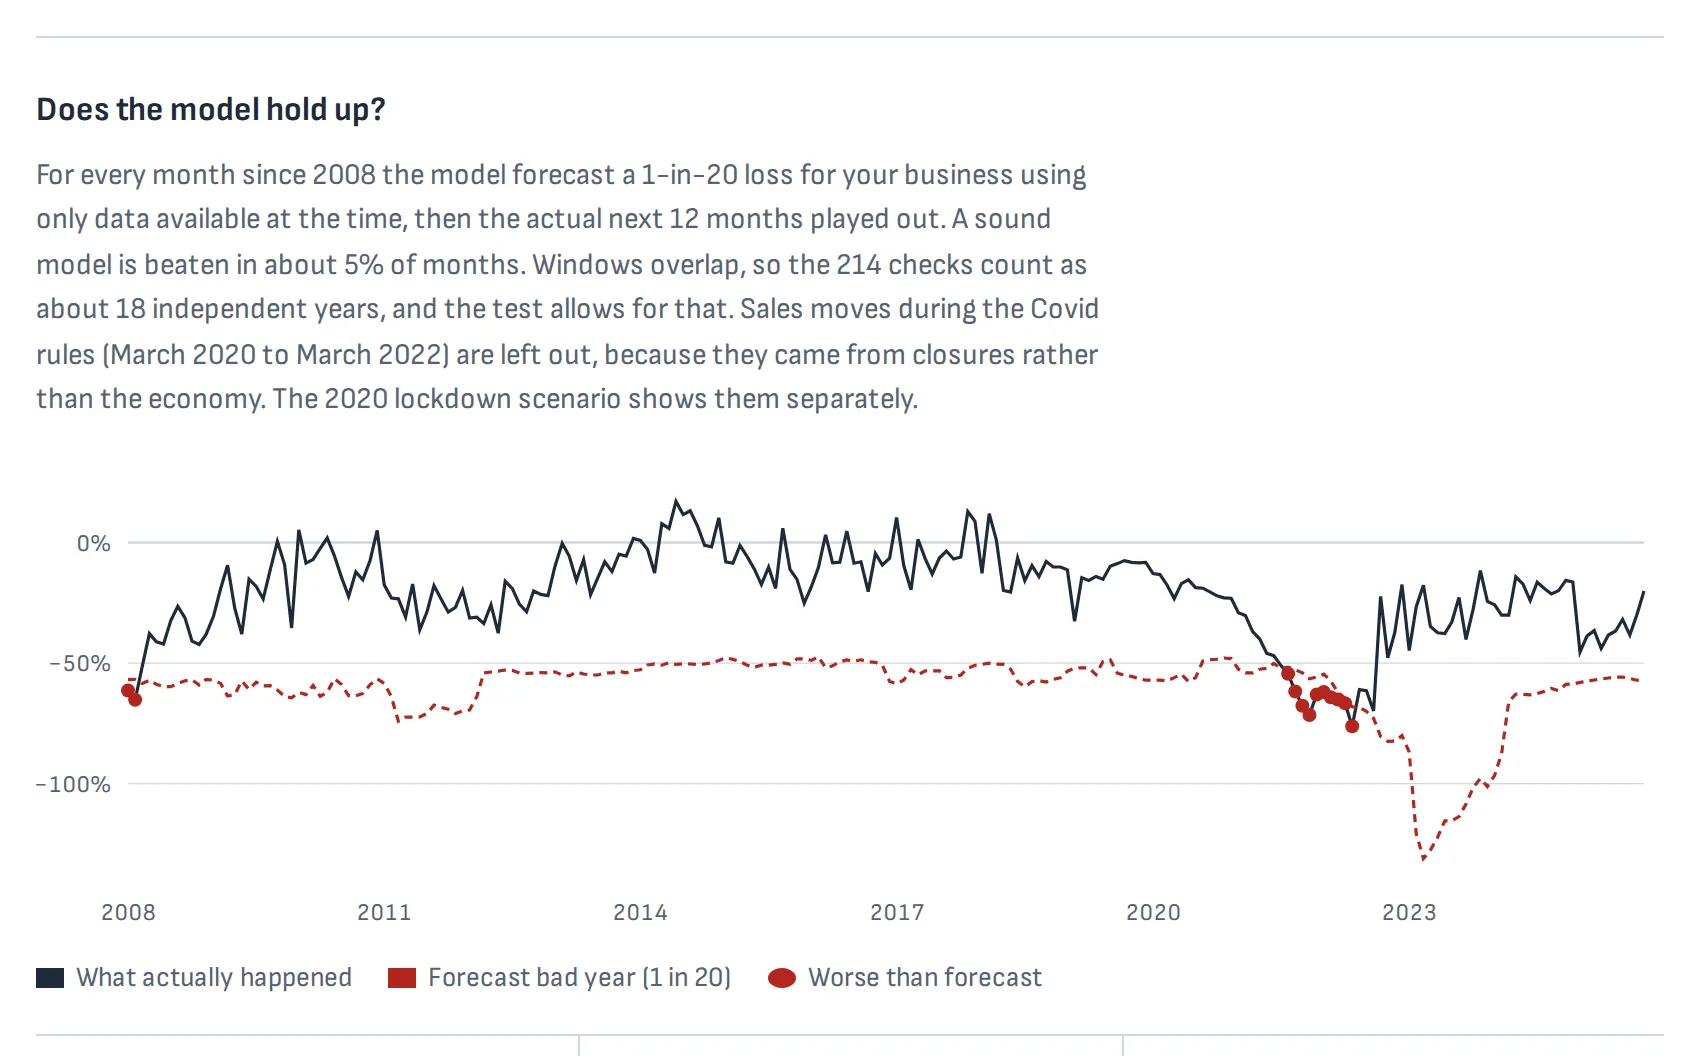 Does the model hold up?
For every month since 2008 the model forecast a 1-in-20 loss for your business using
only data available at the time, then the actual next 12 months played out. A sound
model is beaten in about 5% of months. Windows overlap, so the 214 checks count as
about 18 independent years, and the test allows for that. Sales moves during the Covid
rules (March 2020 to March 2022) are left out, because they came from closures rather
than the economy. The 2020 lockdown scenario shows them separately.
0%
−50%
−100%
2008 2011 2014 2017 2020 2023
What actually happened Forecast bad year (1 in 20) Worse than forecast